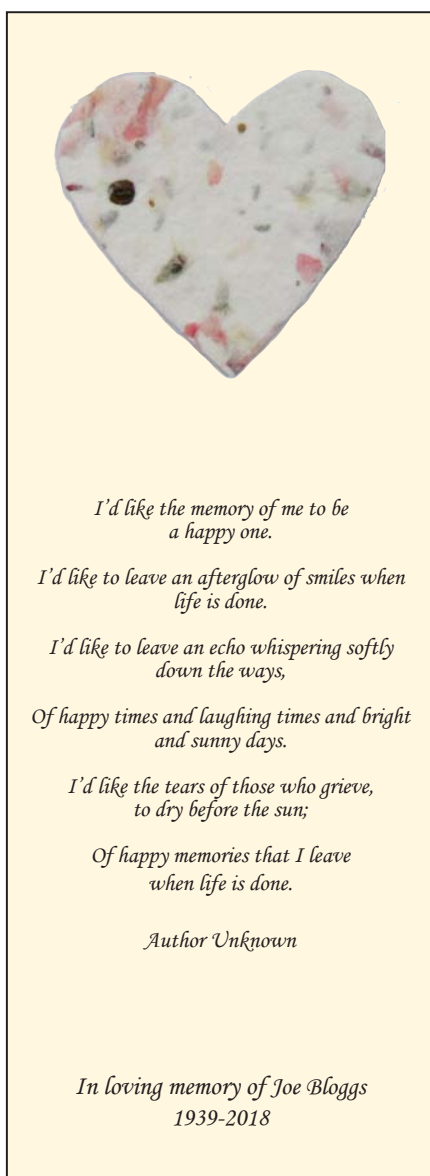 I’d like the memory of me to be
a happy one.
I’d like to leave an afterglow of smiles when
life is done.
I’d like to leave an echo whispering softly
down the ways,
Of happy times and laughing times and bright
and sunny days.
I’d like the tears of those who grieve,
to dry before the sun;
Of happy memories that I leave
when life is done.
Author Unknown
In loving memory of Joe Bloggs
1939-2018